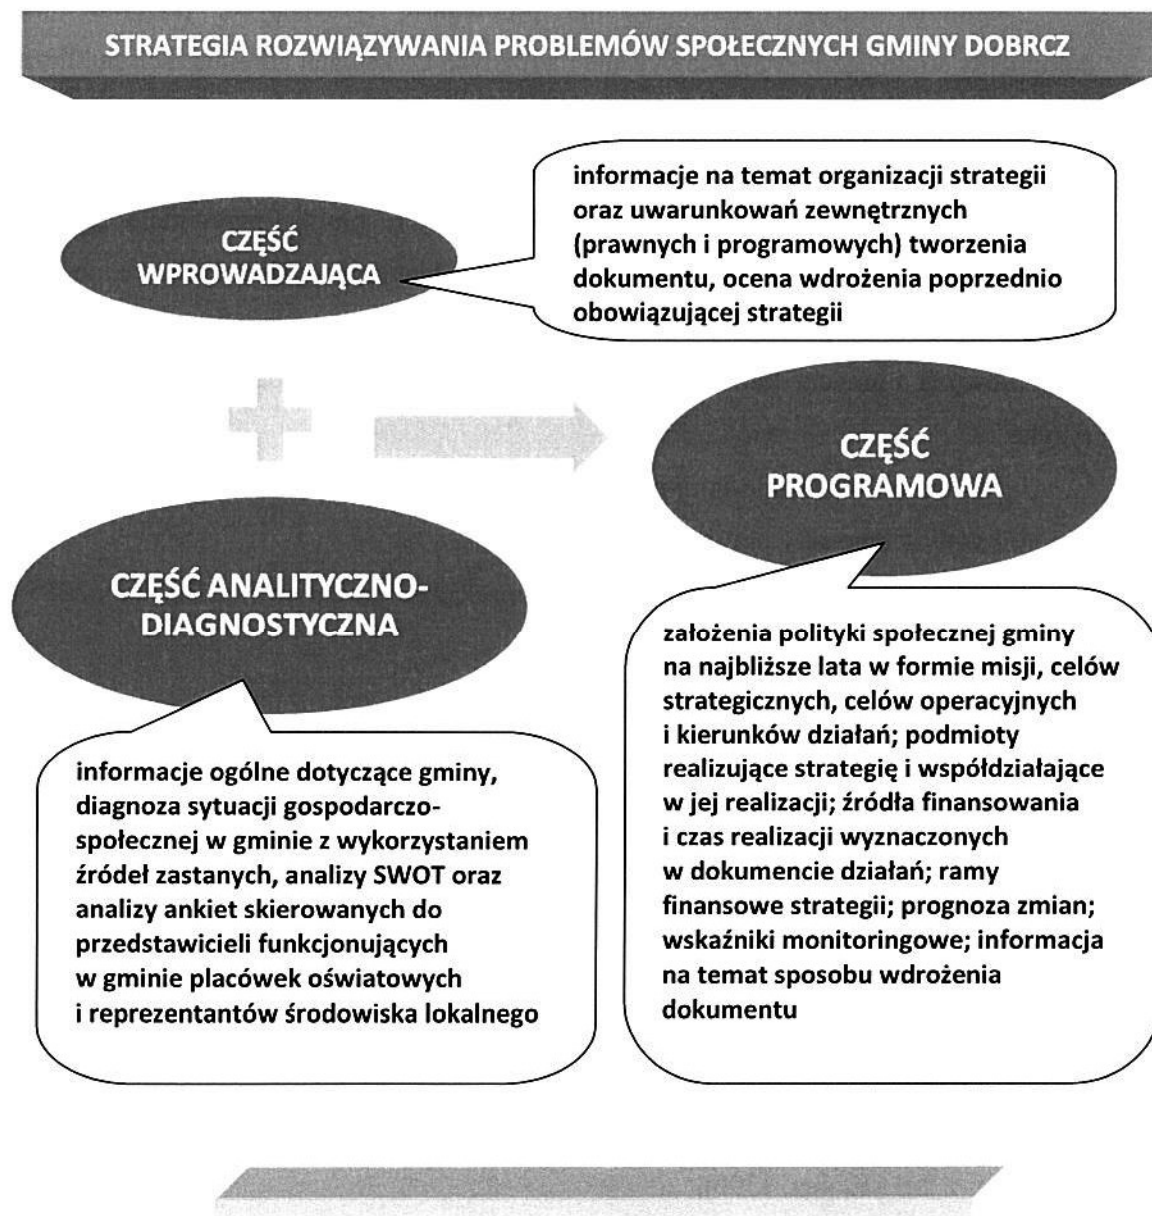 STRATEGIA ROZWIĄZYWANIA PROBLEMÓW SPOŁECZNYCH GMINY DOBRCZ
CZĘŚĆ
WPROWADZAJĄCA
informacje na temat organizacji strategii
oraz uwarunkowań zewnętrznych
(prawnych i programowych) tworzenia
dokumentu, ocena wdrożenia poprzednio
obowiązującej strategii
CZĘŚĆ
PROGRAMOWA
CZĘŚĆ ANALITYCZNO-
DIAGNOSTYCZNA
założenia polityki społecznej gminy
na najbliższe lata w formie misji, celów
strategicznych, celów operacyjnych
i kierunków działań; podmioty
realizujące strategię i współdziałające
w jej realizacji; źródła finansowania
i czas realizacji wyznaczonych
w dokumencie działań; ramy
finansowe strategii; prognoza zmian;
wskaźniki monitoringowe; informacja
na temat sposobu wdrożenia
dokumentu
informacje ogólne dotyczące gminy,
diagnoza sytuacji gospodarczo-
społecznej w gminie z wykorzystaniem
źródeł zastanych, analizy SWOT oraz
analizy ankiet skierowanych do
przedstawicieli funkcjonujących
w gminie placówek oświatowych
i reprezentantów środowiska lokalnego